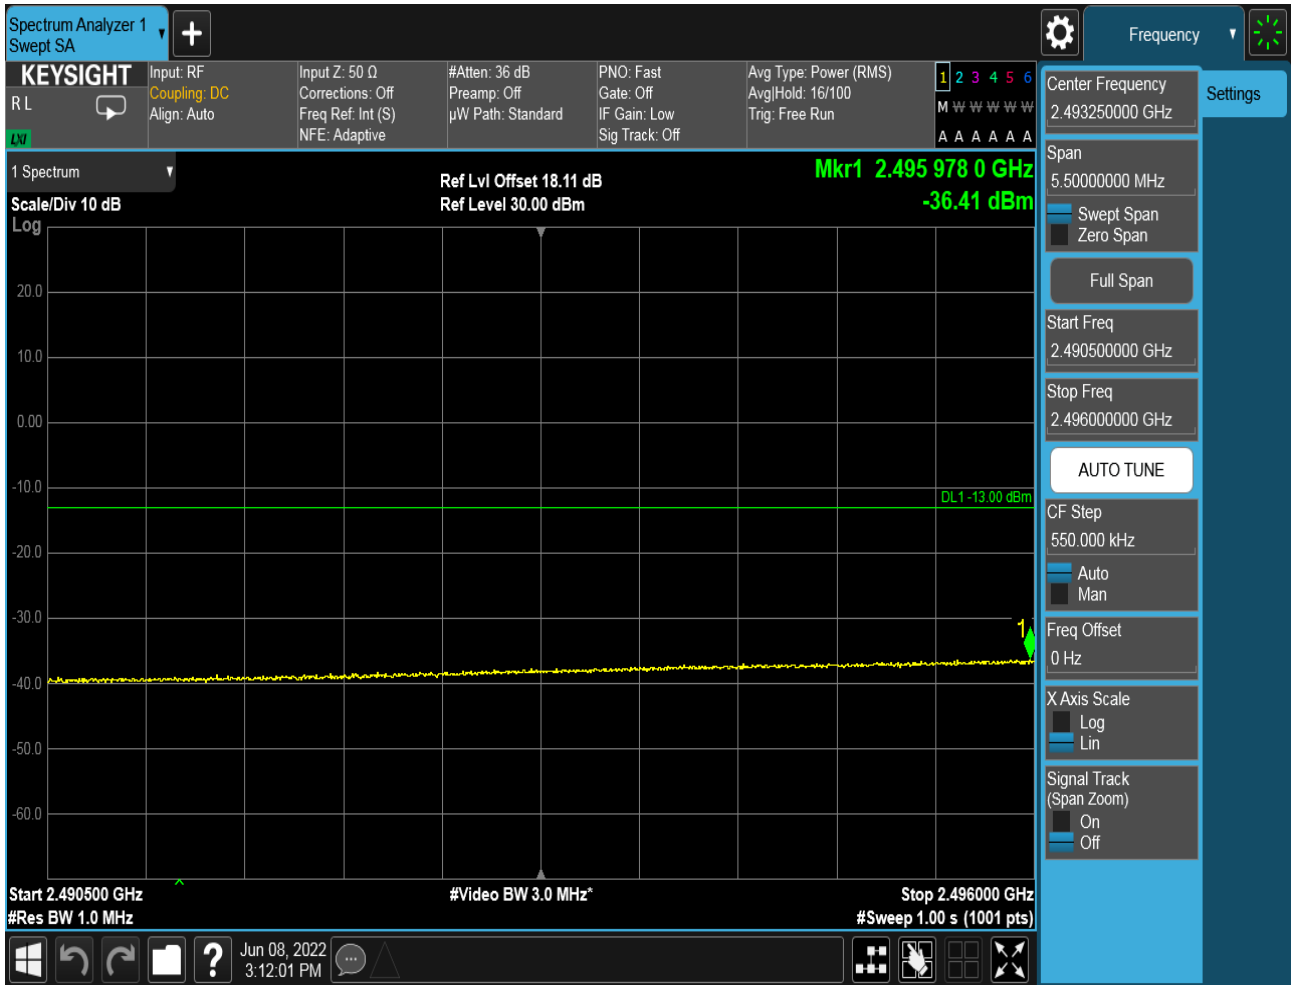 Spectrum Analyzer 1
Swept SA
Frequency
KEYSIGHT
R L
LXI
Input: RF
Coupling: DC
Align: Auto
Input Z: 50 Ω
Corrections: Off
Freq Ref: Int (S)
NFE: Adaptive
#Atten: 36 dB
Preamp: Off
µW Path: Standard
PNO: Fast
Gate: Off
IF Gain: Low
Sig Track: Off
Avg Type: Power (RMS)
Avg|Hold: 16/100
Trig: Free Run
1 2 3 4 5 6
M W W W W W
A A A A A A
1 Spectrum
Scale/Div 10 dB
Log
Ref Lvl Offset 18.11 dB
Ref Level 30.00 dBm
Mkr1 2.495 978 0 GHz
-36.41 dBm
20.0
10.0
0.00
-10.0
DL1 -13.00 dBm
-20.0
-30.0
1
-40.0
-50.0
-60.0
Start 2.490500 GHz
#Res BW 1.0 MHz
#Video BW 3.0 MHz*
Stop 2.496000 GHz
#Sweep 1.00 s (1001 pts)
?
Jun 08, 2022
3:12:01 PM
Center Frequency
2.493250000 GHz
Settings
Span
5.50000000 MHz
Swept Span
Zero Span
Full Span
Start Freq
2.490500000 GHz
Stop Freq
2.496000000 GHz
AUTO TUNE
CF Step
550.000 kHz
Auto
Man
Freq Offset
0 Hz
X Axis Scale
Log
Lin
Signal Track
(Span Zoom)
On
Off